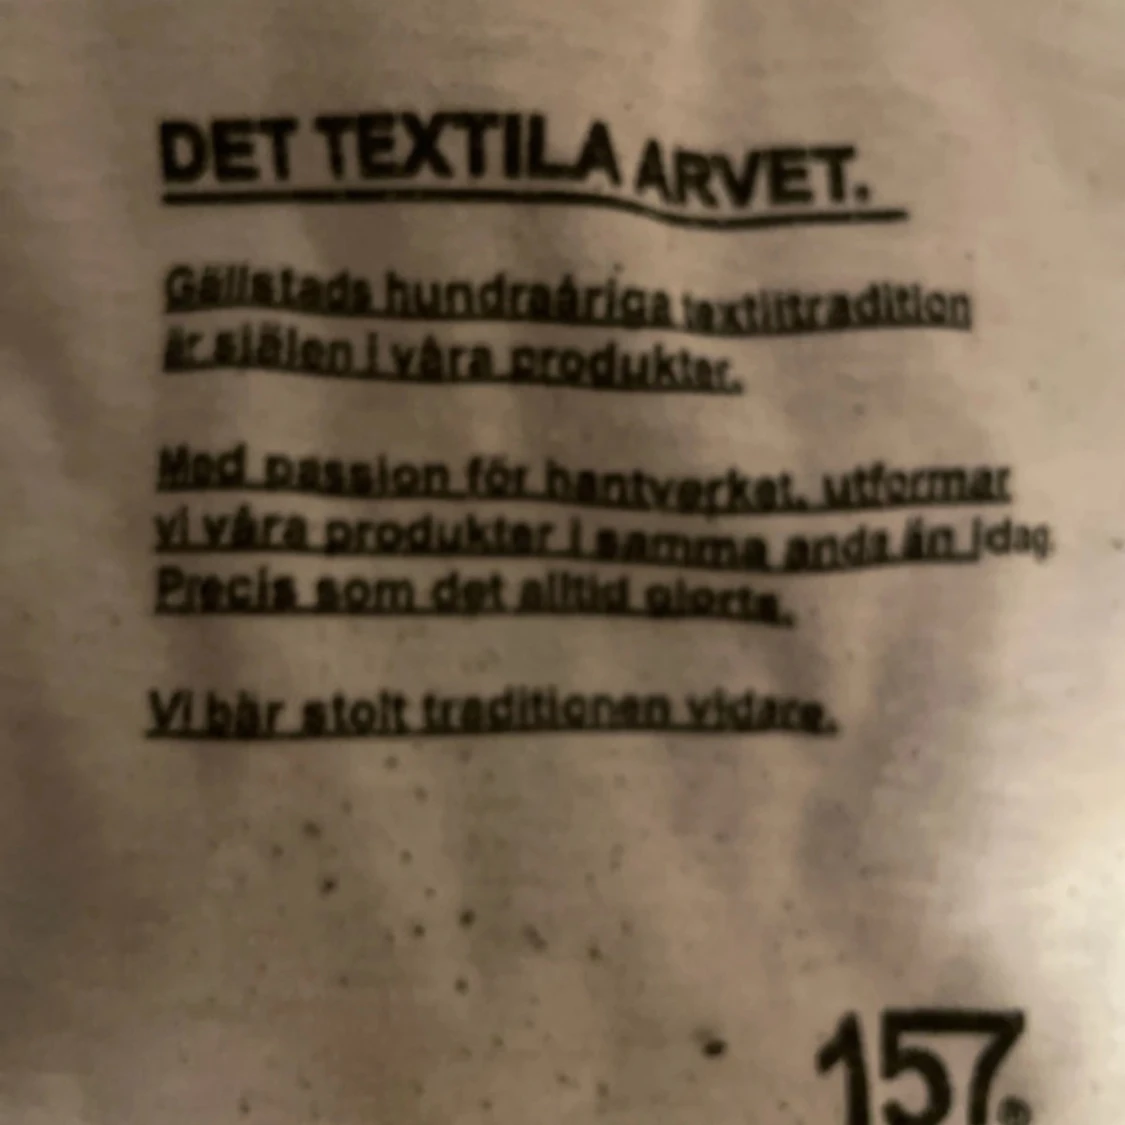 DET TEXTILA ARVET.
Gällstads hundraåriga textiltradition
är själen i våra produkter.
Med passion för hantverket, utformar
vi våra produkter i samma anda än idag.
Precis som det alltid gjorts.
Vi bär stolt traditionen vidare.
157®